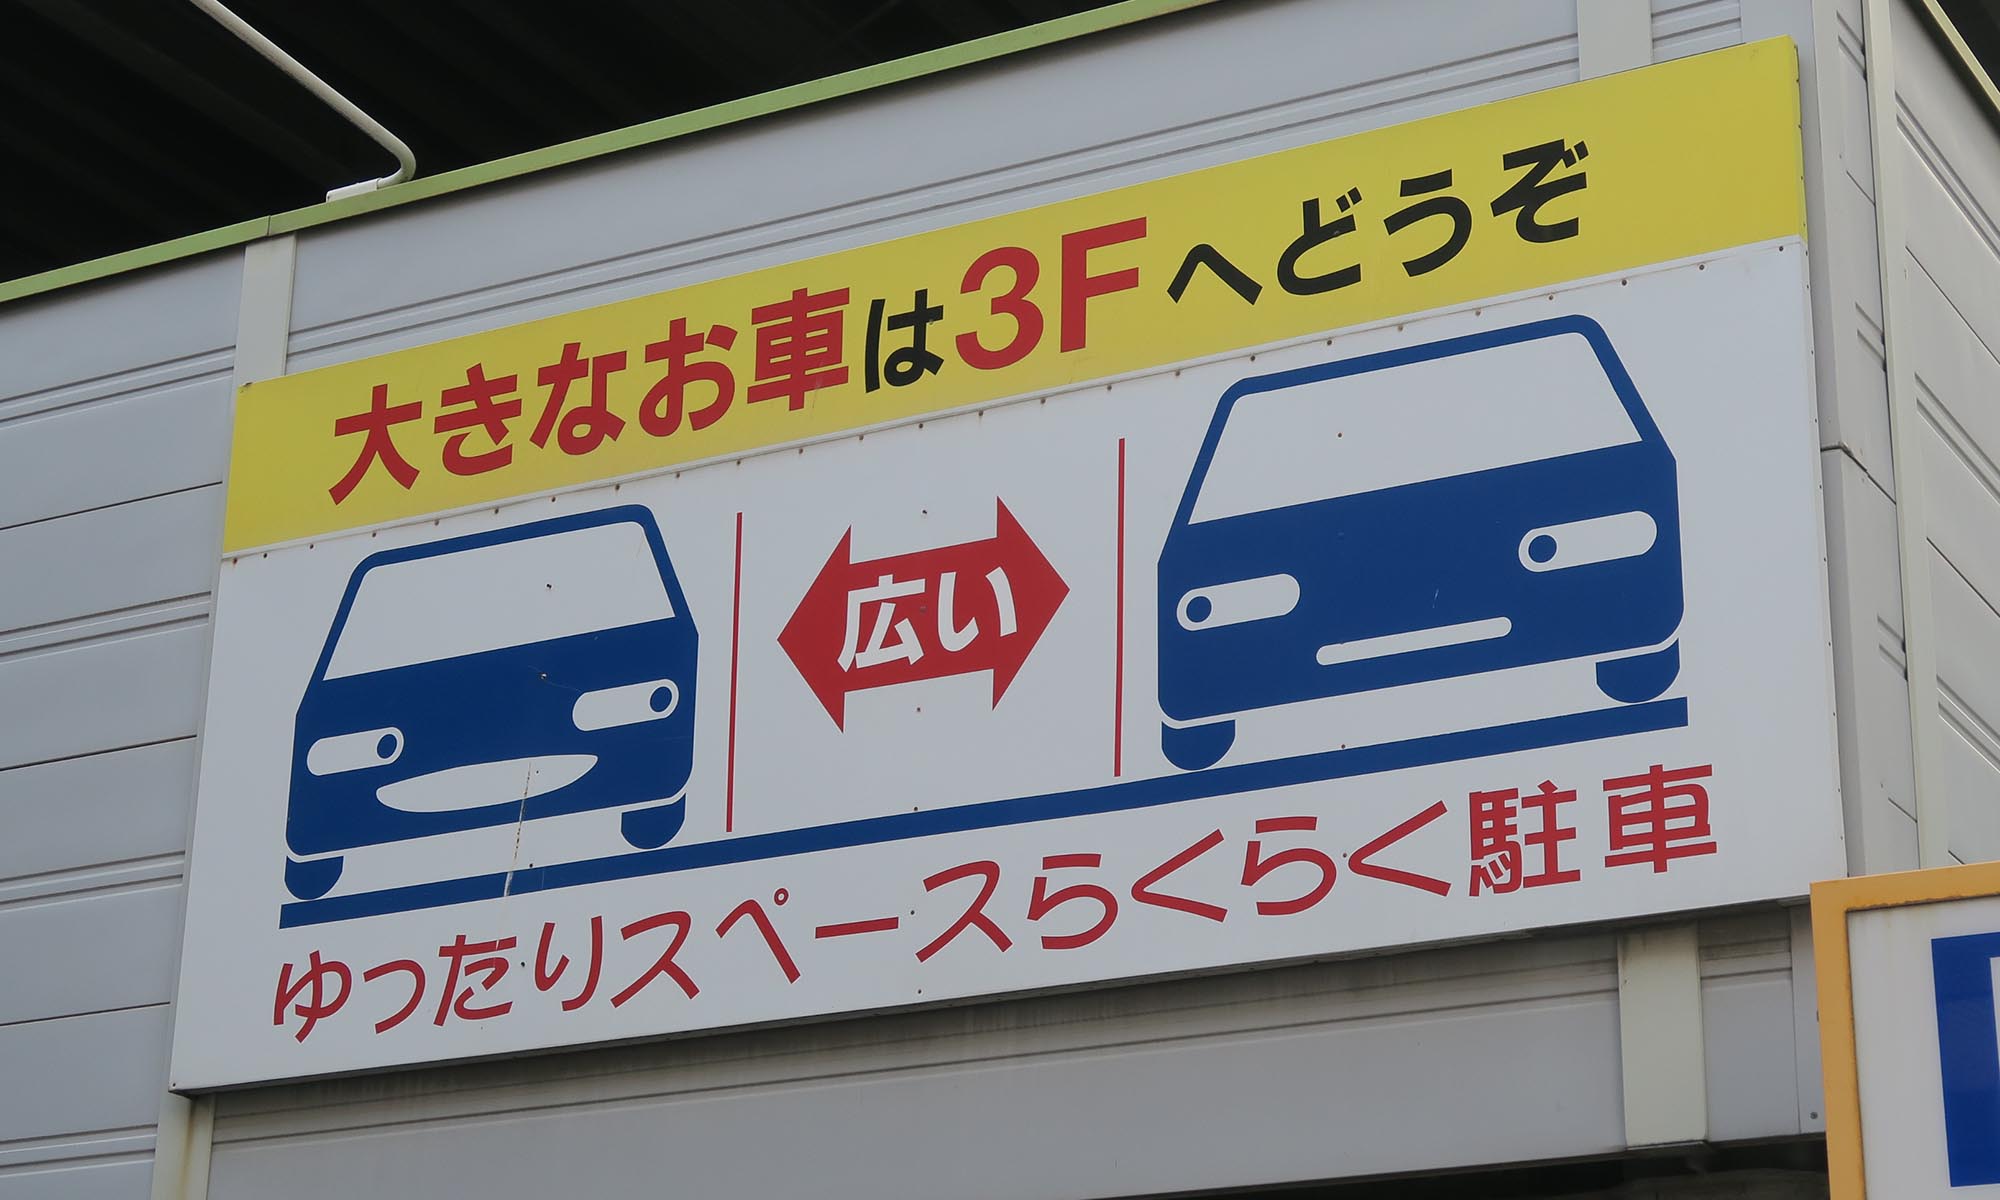 大きなお車は3Fへどうぞ
広い
ゆったりスペースらくらく駐車